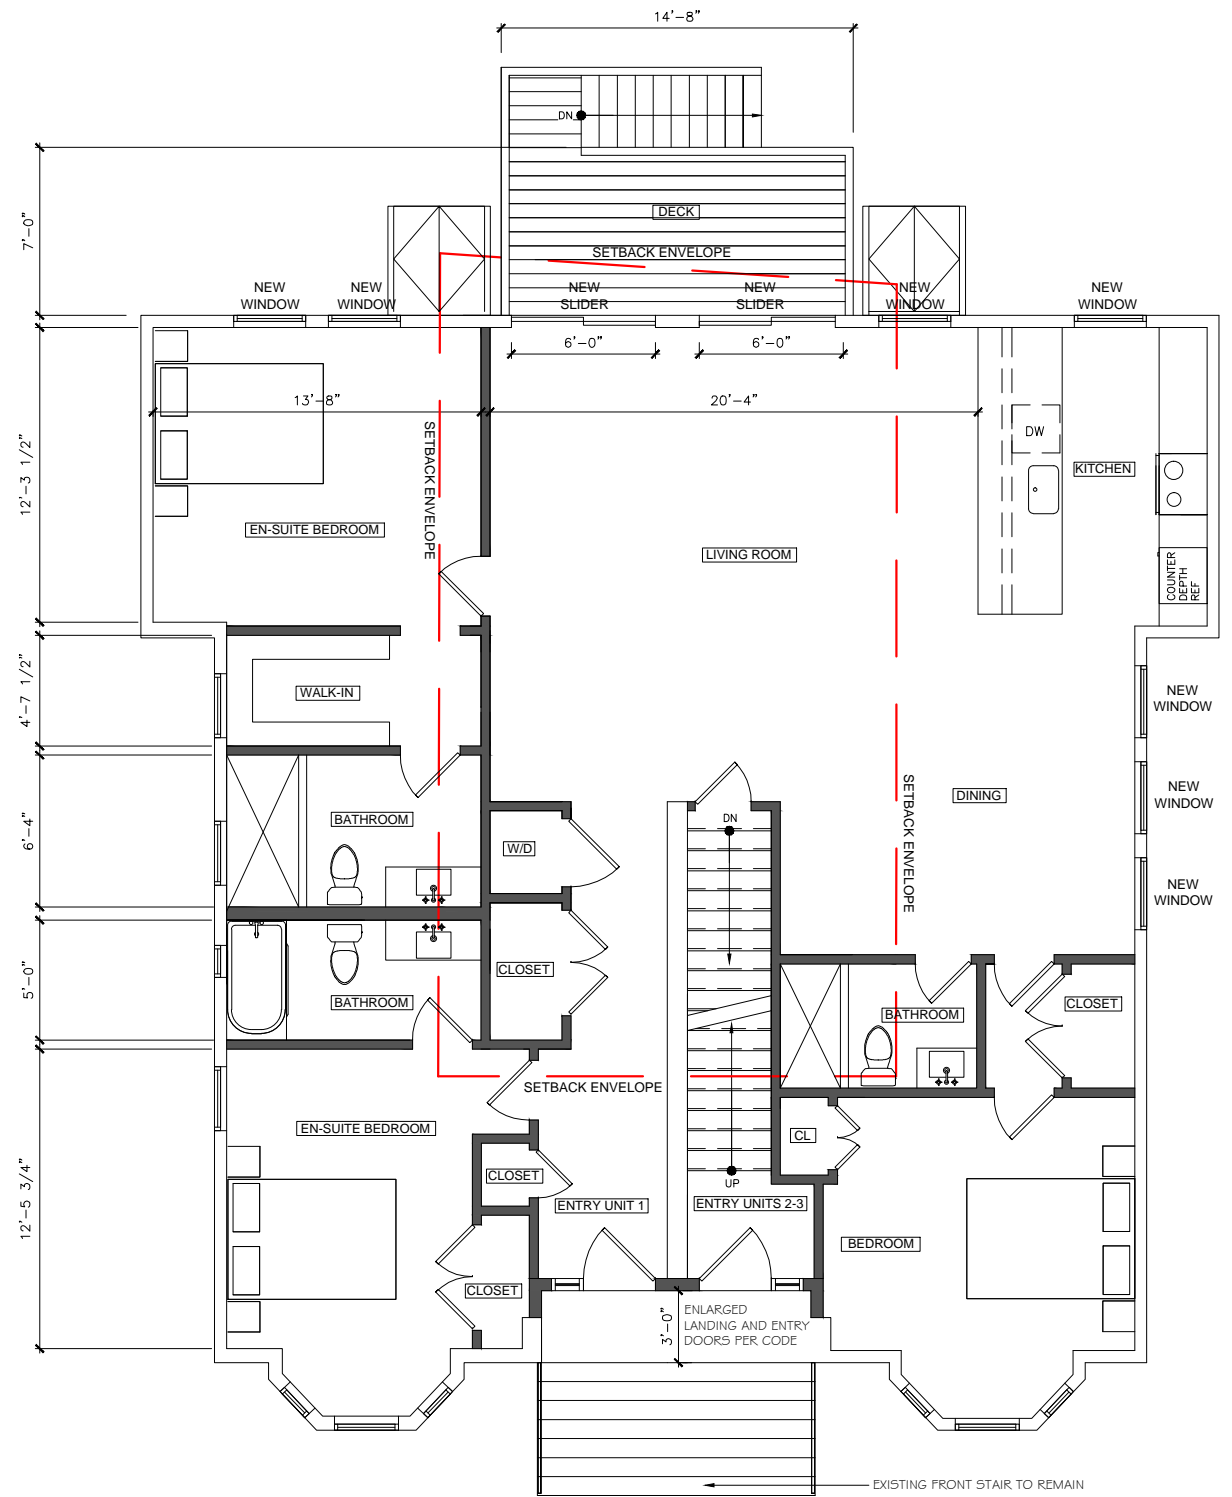 14'-8"
DN
7'-0"
DECK
SETBACK ENVELOPE
NEW
WINDOW
NEW
WINDOW
NEW
SLIDER
NEW
SLIDER
NEW
WINDOW
NEW
WINDOW
6'-0"
6'-0"
13'-8"
20'-4"
12'-3 1/2"
SETBACK ENVELOPE
DW
KITCHEN
EN-SUITE BEDROOM
LIVING ROOM
COUNTER
DEPTH
REF
4'-7 1/2"
WALK-IN
NEW
WINDOW
NEW
WINDOW
DINING
SETBACK ENVELOPE
6'-4"
BATHROOM
DN
W/D
NEW
WINDOW
5'-0"
CLOSET
BATHROOM
BATHROOM
CLOSET
SETBACK ENVELOPE
12'-5 3/4"
EN-SUITE BEDROOM
CL
CLOSET
UP
ENTRY UNIT 1
ENTRY UNITS 2-3
BEDROOM
CLOSET
3'-0"
ENLARGED
LANDING AND ENTRY
DOORS PER CODE
EXISTING FRONT STAIR TO REMAIN